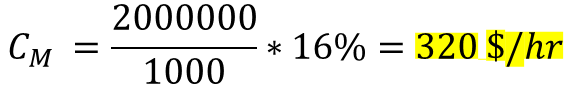 C_M = 2000000/1000 * 16% = 320 $/hr